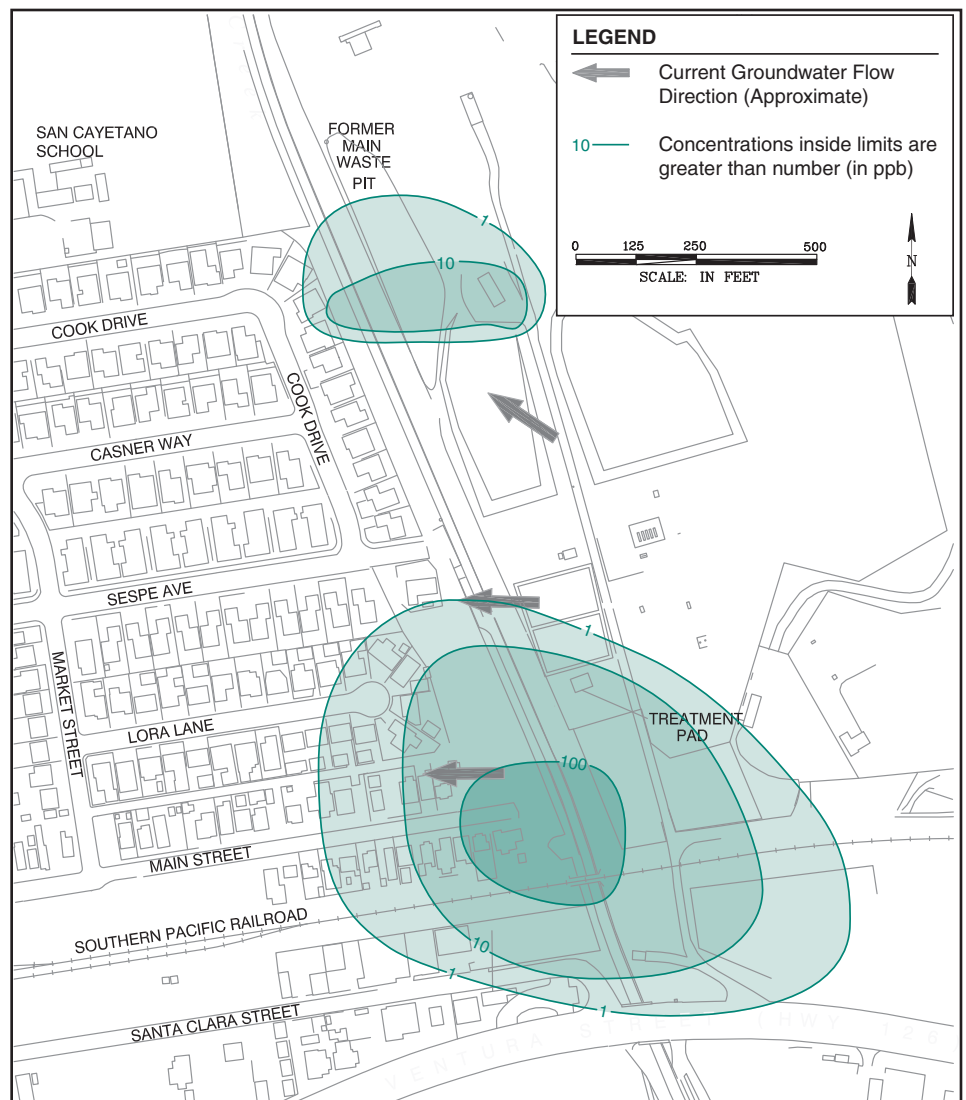 LEGEND
Current Groundwater Flow
Direction (Approximate)
10
Concentrations inside limits are
greater than number (in ppb)
0 125 250 500
SCALE: IN FEET
N
SAN CAYETANO
SCHOOL
FORMER
MAIN
WASTE
PIT
1
10
COOK DRIVE
COOK DRIVE
CASNER WAY
SESPE AVE
1
MARKET STREET
LORA LANE
TREATMENT
PAD
100
MAIN STREET
SOUTHERN PACIFIC RAILROAD
10
1
1
SANTA CLARA STREET
VENTURA STREET (HWY 126